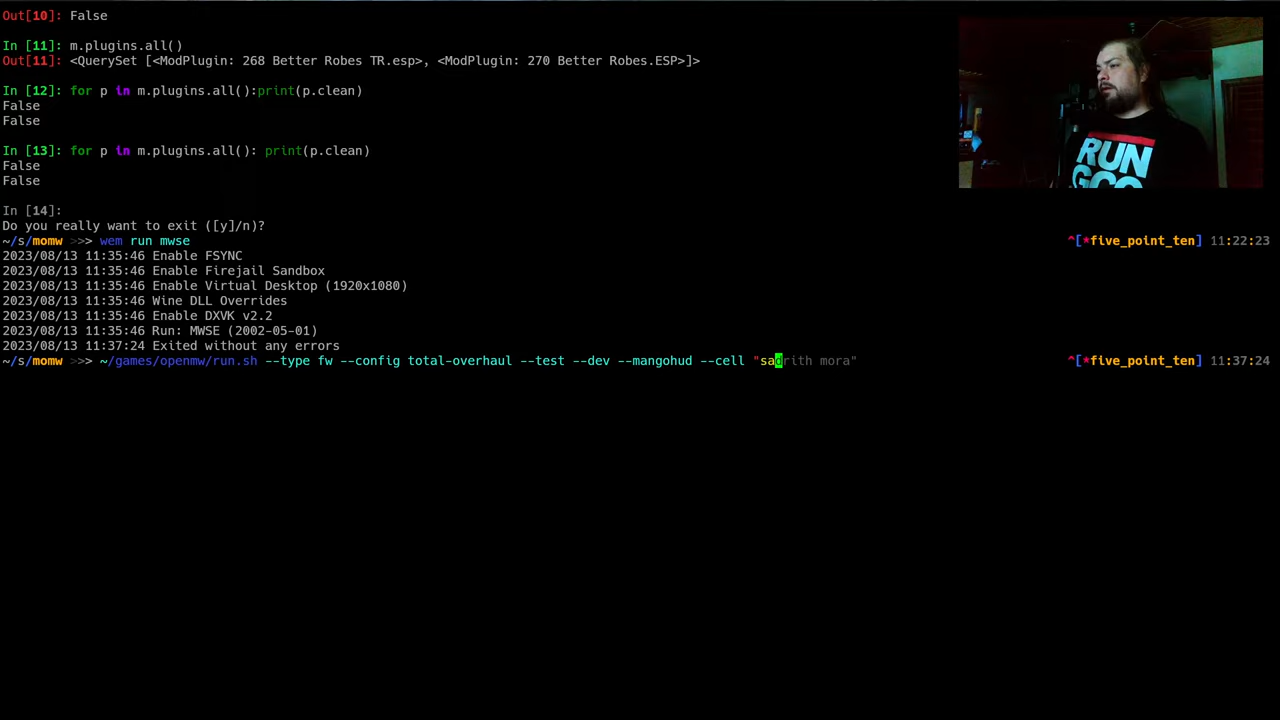 Out[10]: False
In [11]: m.plugins.all()
Out[11]: <QuerySet [<ModPlugin: 268 Better Robes TR.esp>, <ModPlugin: 270 Better Robes.ESP>]>
In [12]: for p in m.plugins.all():print(p.clean)
False
False
In [13]: for p in m.plugins.all(): print(p.clean)
False
False
In [14]:
Do you really want to exit ([y]/n)?
~/s/momw >>> wem run mwse ^[*five_point_ten] 11:22:23
2023/08/13 11:35:46 Enable FSYNC
2023/08/13 11:35:46 Enable Firejail Sandbox
2023/08/13 11:35:46 Enable Virtual Desktop (1920x1080)
2023/08/13 11:35:46 Wine DLL Overrides
2023/08/13 11:35:46 Enable DXVK v2.2
2023/08/13 11:35:46 Run: MWSE (2002-05-01)
2023/08/13 11:37:24 Exited without any errors
~/s/momw >>> ~/games/openmw/run.sh --type fw --config total-overhaul --test --dev --mangohud --cell "sadrith mora" ^[*five_point_ten] 11:37:24
RUN